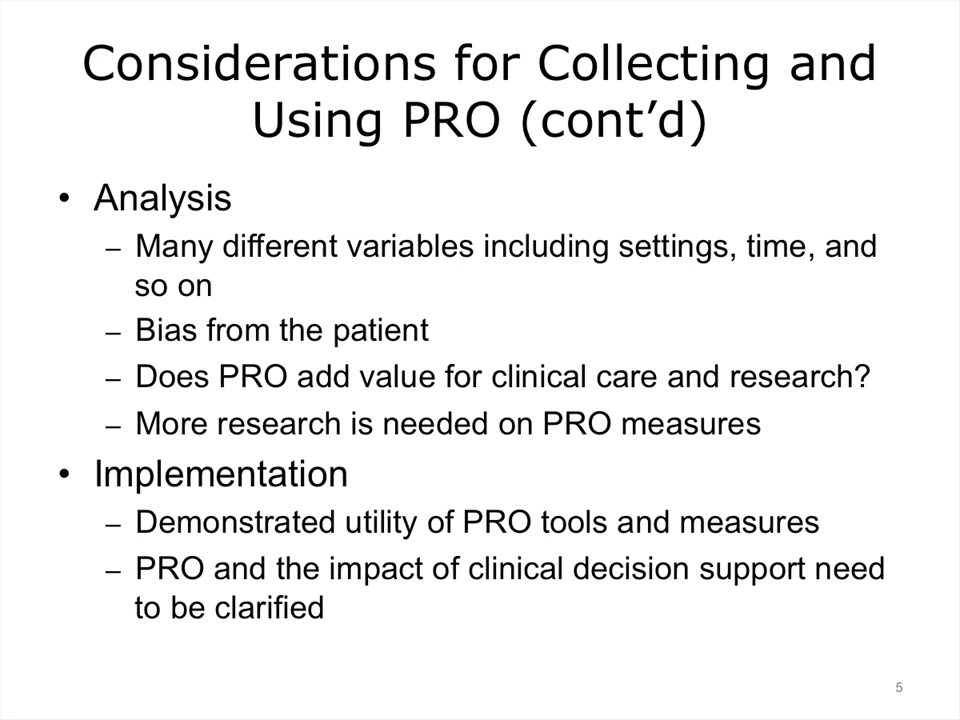 Considerations for Collecting and
Using PRO (cont’d)
• Analysis
– Many different variables including settings, time, and
so on
– Bias from the patient
– Does PRO add value for clinical care and research?
– More research is needed on PRO measures
• Implementation
– Demonstrated utility of PRO tools and measures
– PRO and the impact of clinical decision support need
to be clarified
5